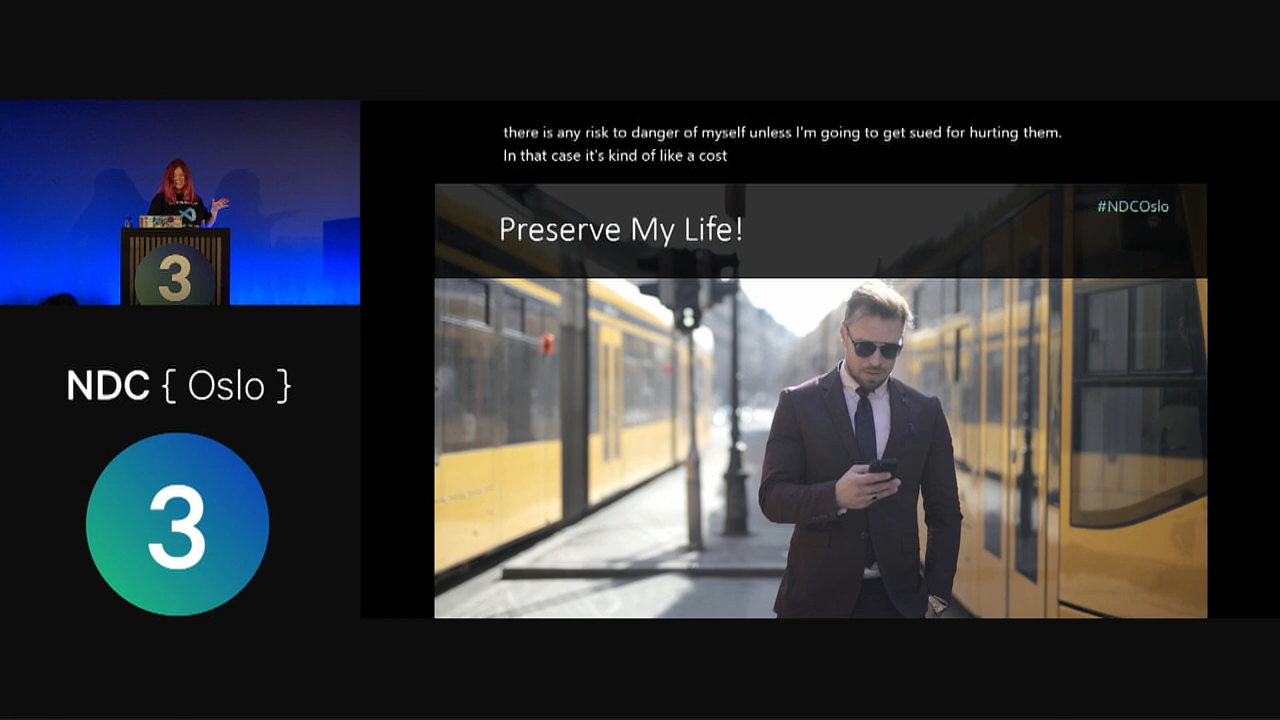 there is any risk to danger of myself unless I'm going to get sued for hurting them.
In that case it's kind of like a cost
Preserve My Life!
#NDCOslo
3
NDC { Oslo }
3